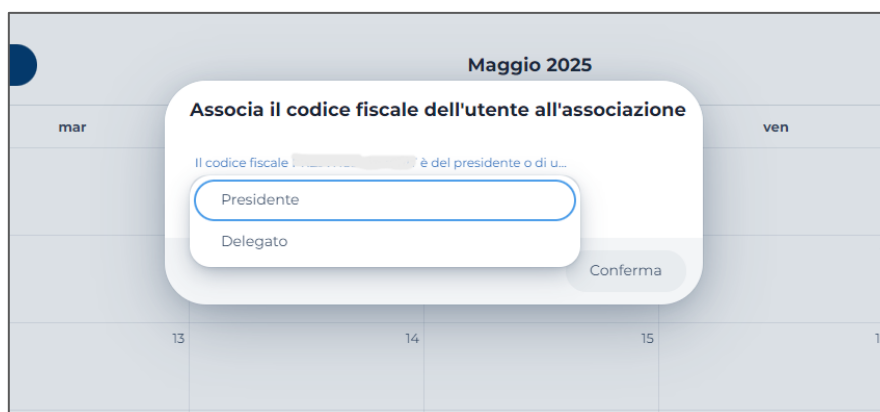 Maggio 2025
Associa il codice fiscale dell'utente all'associazione
mar
ven
Il codice fiscale è del presidente o di u...
Presidente
Delegato
Conferma
13
14
15